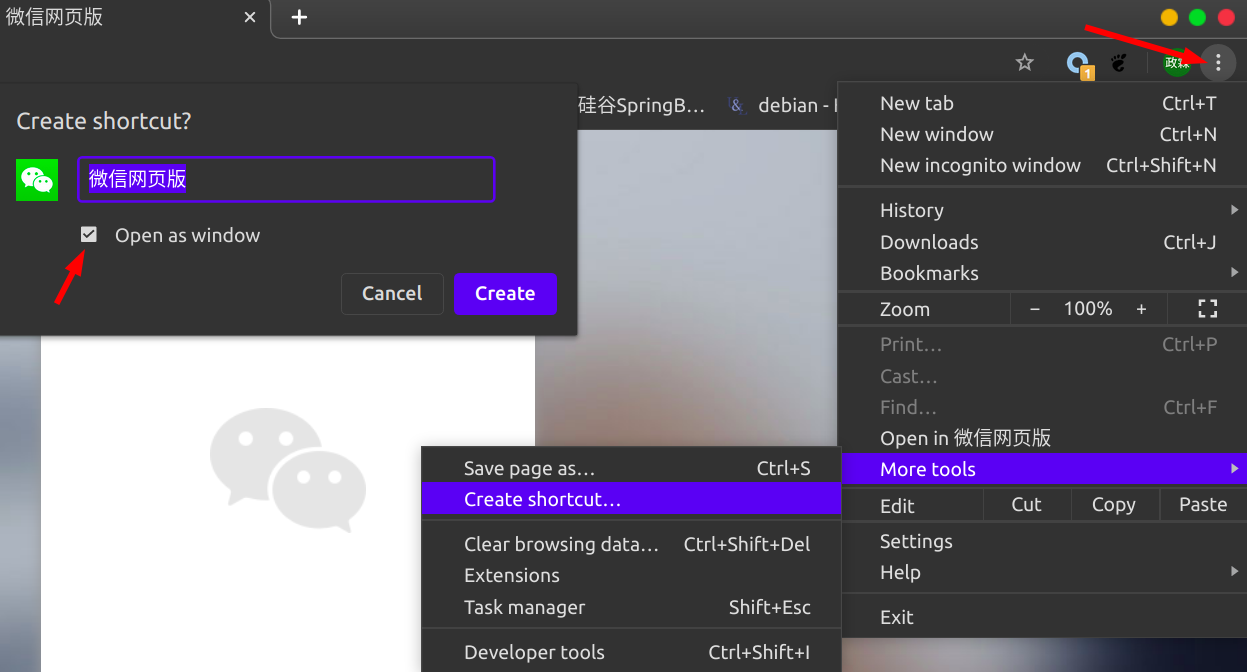 微信网页版
1
政霖
硅谷SpringB...
debian -
Create shortcut?
微信网页版
Open as window
Cancel
Create
New tab Ctrl+T
New window Ctrl+N
New incognito window Ctrl+Shift+N
History
Downloads Ctrl+J
Bookmarks
Zoom − 100% +
Print... Ctrl+P
Cast...
Find... Ctrl+F
Open in 微信网页版
More tools
Edit Cut Copy Paste
Settings
Help
Exit
Save page as... Ctrl+S
Create shortcut...
Clear browsing data... Ctrl+Shift+Del
Extensions
Task manager Shift+Esc
Developer tools Ctrl+Shift+I